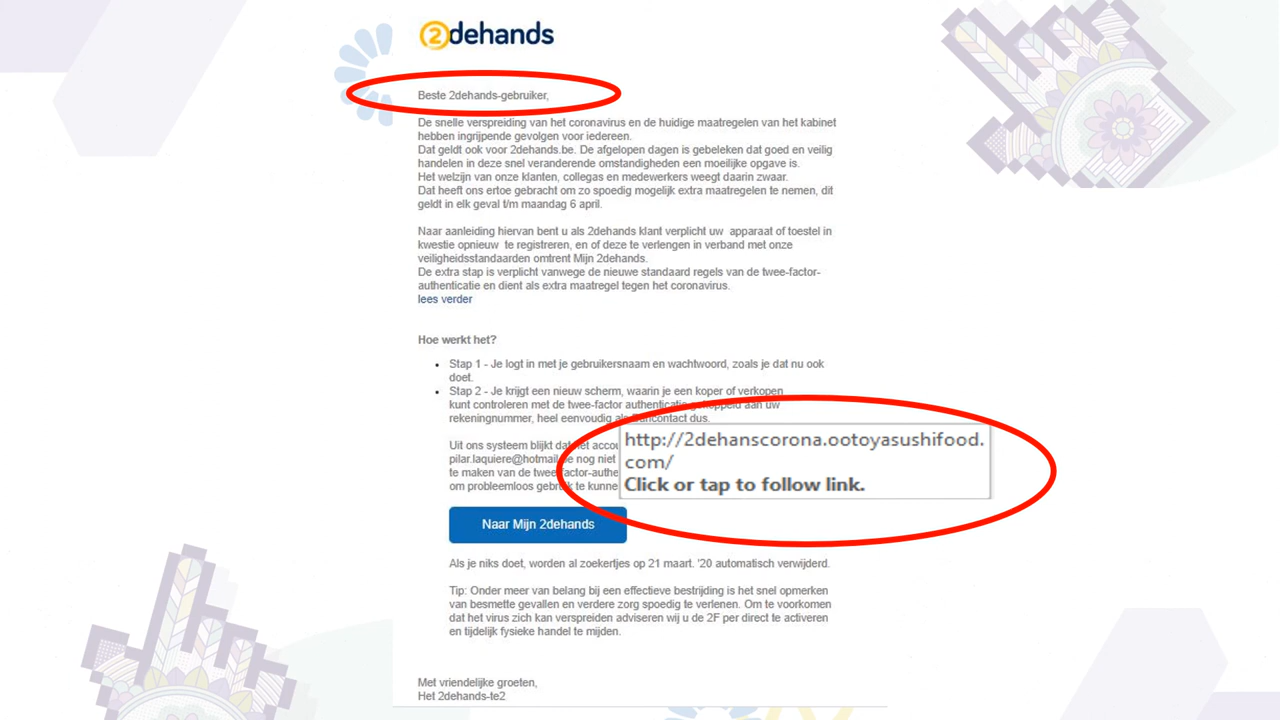 2dehands
Beste 2dehands-gebruiker,
De snelle verspreiding van het coronavirus en de huidige maatregelen van het kabinet
hebben ingrijpende gevolgen voor iedereen.
Dat geldt ook voor 2dehands.be. De afgelopen dagen is gebeleken dat goed en veilig
handelen in deze snel veranderende omstandigheden een moeilijke opgave is.
Het welzijn van onze klanten, collegas en medewerkers weegt daarin zwaar.
Dat heeft ons ertoe gebracht om zo spoedig mogelijk extra maatregelen te nemen, dit
geldt in elk geval t/m maandag 6 april.
Naar aanleiding hiervan bent u als 2dehands klant verplicht uw apparaat of toestel in
kwestie opnieuw te registreren, en of deze te verlengen in verband met onze
veiligheidsstandaarden omtrent Mijn 2dehands.
De extra stap is verplicht vanwege de nieuwe standaard regels van de twee-factor-
authenticatie en dient als extra maatregel tegen het coronavirus.
lees verder
Hoe werkt het?
• Stap 1 - Je logt in met je gebruikersnaam en wachtwoord, zoals je dat nu ook
doet.
• Stap 2 - Je krijgt een nieuw scherm, waarin je een koper of verkopen
kunt controleren met de twee-factor authenticatie gekoppeld aan uw
rekeningnummer, heel eenvoudig als Bancontact dus.
Uit ons systeem blijkt dat het
pilar.laquiere@hotmail. nog niet
te maken van de twee-factor-
om probleemloos gebruik te
http://2dehanscorona.ootoyasushifood.
com/
Click or tap to follow link.
Naar Mijn 2dehands
Als je niks doet, worden al zoekertjes op 21 maart. '20 automatisch verwijderd.
Tip: Onder meer van belang bij een effectieve bestrijding is het snel opmerken
van besmette gevallen en verdere zorg spoedig te verlenen. Om te voorkomen
dat het virus zich kan verspreiden adviseren wij u de 2F per direct te activeren
en tijdelijk fysieke handel te mijden.
Met vriendelijke groeten,
Het 2dehands-te2